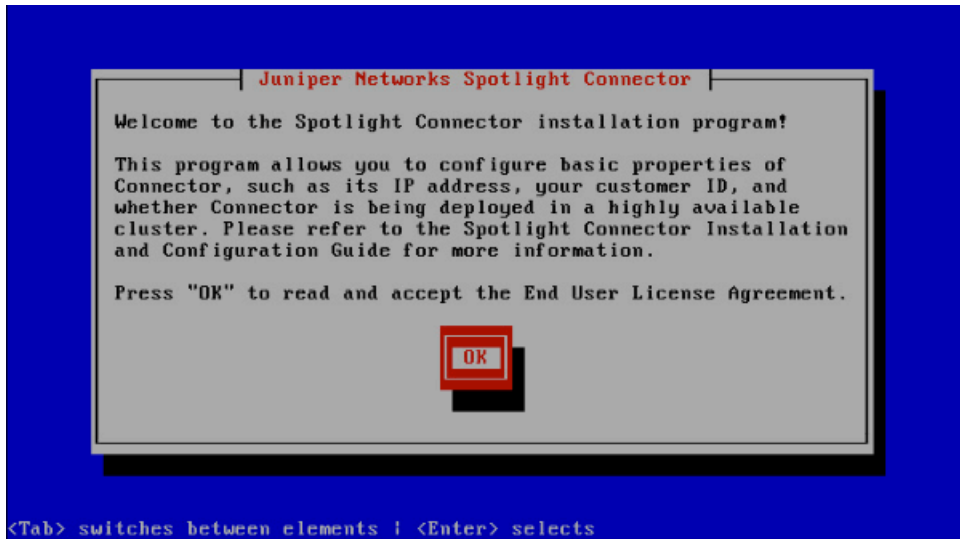 Juniper Networks Spotlight Connector
Welcome to the Spotlight Connector installation program!
This program allows you to configure basic properties of
Connector, such as its IP address, your customer ID, and
whether Connector is being deployed in a highly available
cluster. Please refer to the Spotlight Connector Installation
and Configuration Guide for more information.
Press "OK" to read and accept the End User License Agreement.
OK
<Tab> switches between elements | <Enter> selects